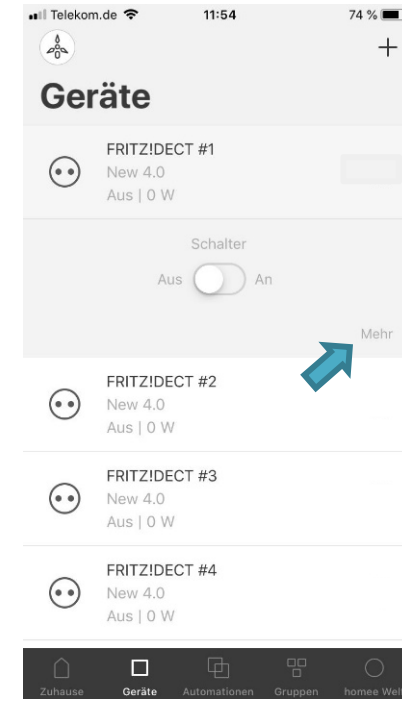 Telekom.de 11:54 74 %
+
Geräte
FRITZ!DECT #1
New 4.0
Aus | 0 W
Schalter
Aus An
Mehr
FRITZ!DECT #2
New 4.0
Aus | 0 W
FRITZ!DECT #3
New 4.0
Aus | 0 W
FRITZ!DECT #4
New 4.0
Aus | 0 W
Zuhause Geräte Automationen Gruppen homee Welt